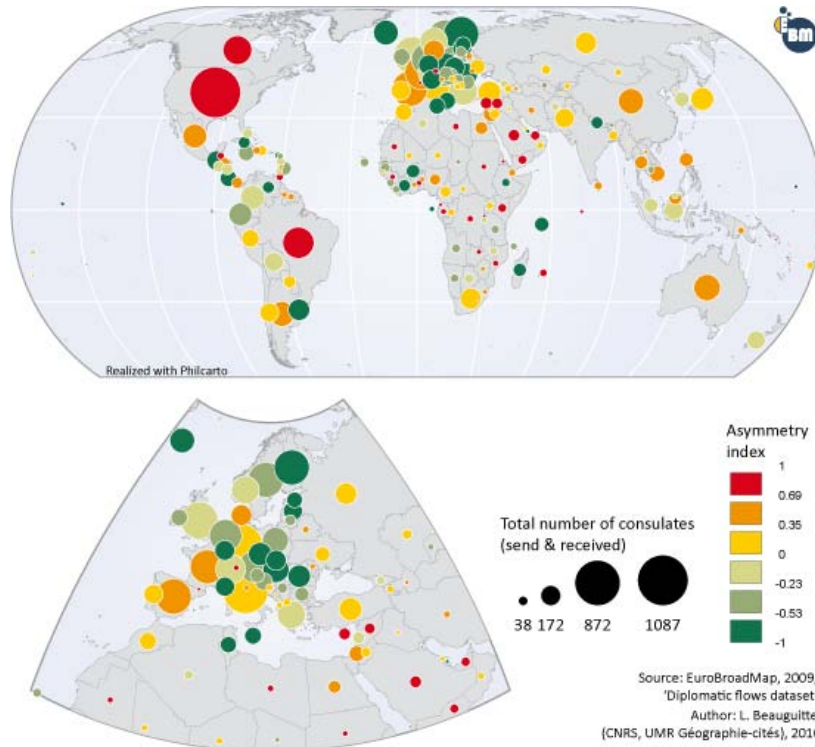 EBM
Realized with Philcarto
Asymmetry
index
1
0.69
0.35
0
-0.23
-0.53
-1
Total number of consulates
(send & received)
38 172 872 1087
Source: EuroBroadMap, 2009,
'Diplomatic flows dataset
Author: L. Beauguitte
(CNRS, UMR Géographie-cités), 2010